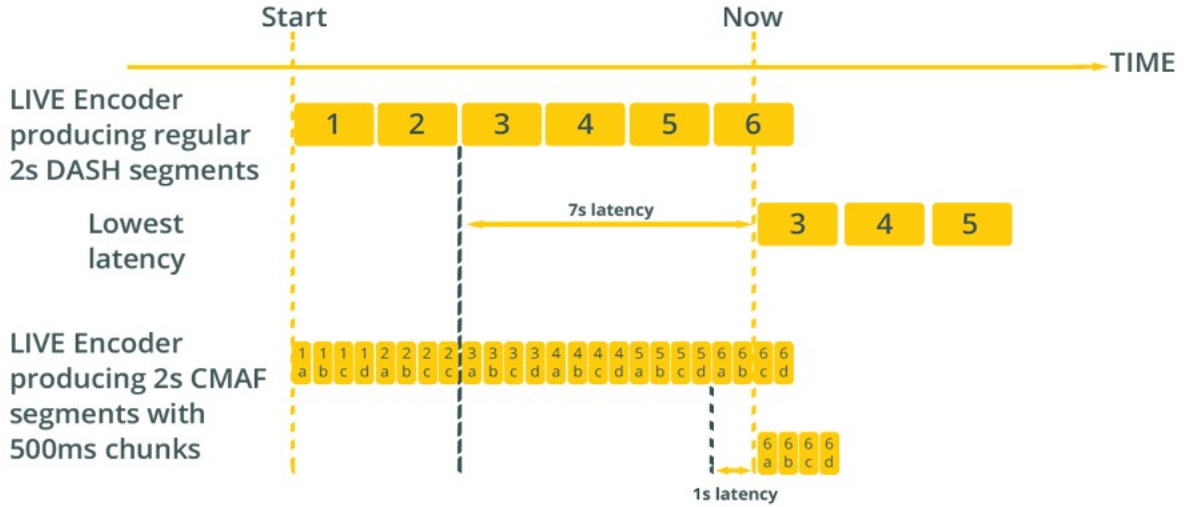 Start
Now
TIME
LIVE Encoder
producing regular
2s DASH segments
1 2 3 4 5 6
Lowest
latency
7s latency
3 4 5
LIVE Encoder
producing 2s CMAF
segments with
500ms chunks
1 1 1 1 2 2 2 2 3 3 3 3 4 4 4 4 5 5 5 5 6 6 6 6
a b c d a b c c a b c d a b c d a b c d a b c d
6 6 6 6
a b c d
1s latency